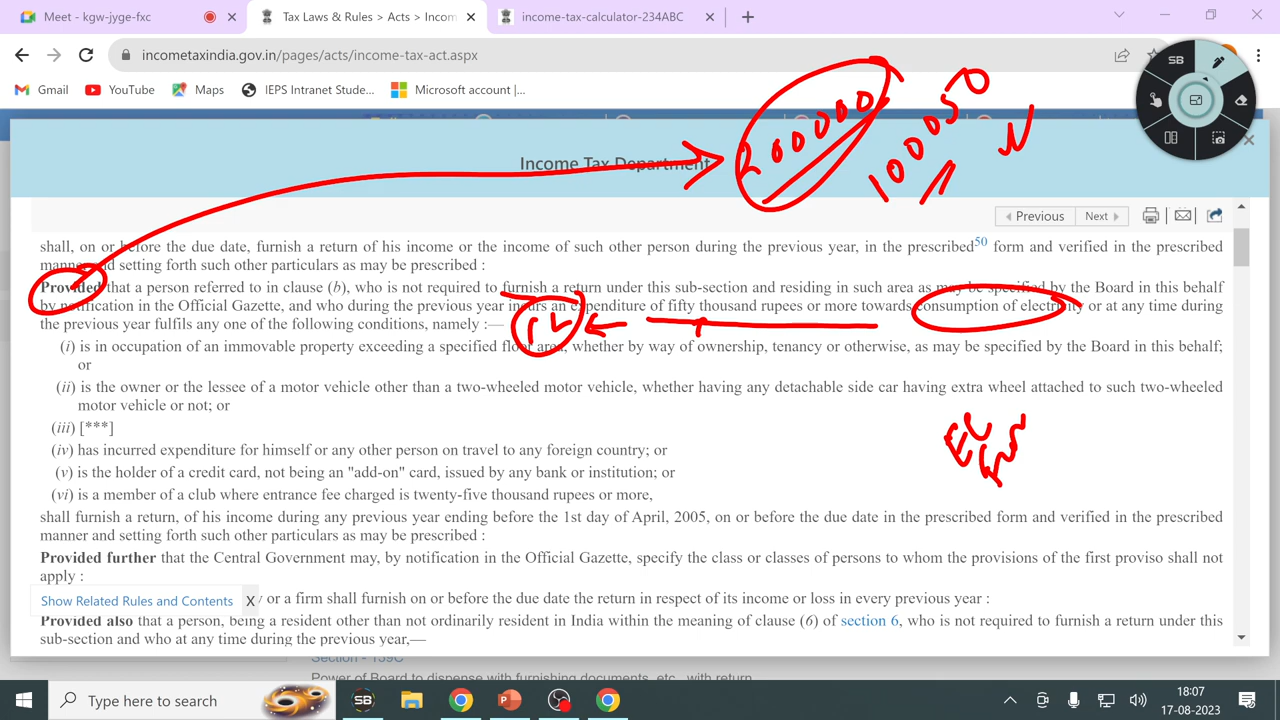 Meet - kgw-jyge-fxc
Tax Laws & Rules > Acts > Incom
income-tax-calculator-234ABC
incometaxindia.gov.in/pages/acts/income-tax-act.aspx
Gmail
YouTube
Maps
IEPS Intranet Stude...
Microsoft account |...
SB
200000
100050
N
Income Tax Department
Previous
Next
shall, on or before the due date, furnish a return of his income or the income of such other person during the previous year, in the prescribed50 form and verified in the prescribed
manner and setting forth such other particulars as may be prescribed :
Provided that a person referred to in clause (b), who is not required to furnish a return under this sub-section and residing in such area as may be specified by the Board in this behalf
by notification in the Official Gazette, and who during the previous year incurs an expenditure of fifty thousand rupees or more towards consumption of electricity or at any time during
the previous year fulfils any one of the following conditions, namely :—
(i) is in occupation of an immovable property exceeding a specified floor area, whether by way of ownership, tenancy or otherwise, as may be specified by the Board in this behalf;
or
(ii) is the owner or the lessee of a motor vehicle other than a two-wheeled motor vehicle, whether having any detachable side car having extra wheel attached to such two-wheeled
motor vehicle or not; or
(iii) [***]
(iv) has incurred expenditure for himself or any other person on travel to any foreign country; or
(v) is the holder of a credit card, not being an "add-on" card, issued by any bank or institution; or
(vi) is a member of a club where entrance fee charged is twenty-five thousand rupees or more,
shall furnish a return, of his income during any previous year ending before the 1st day of April, 2005, on or before the due date in the prescribed form and verified in the prescribed
manner and setting forth such other particulars as may be prescribed :
Provided further that the Central Government may, by notification in the Official Gazette, specify the class or classes of persons to whom the provisions of the first proviso shall not
apply :
Show Related Rules and Contents X
y or a firm shall furnish on or before the due date the return in respect of its income or loss in every previous year :
Provided also that a person, being a resident other than not ordinarily resident in India within the meaning of clause (6) of section 6, who is not required to furnish a return under this
sub-section and who at any time during the previous year,—
Section - 139C
Power of Board to dispense with furnishing documents, etc., with return
Type here to search
SB
18:07
17-08-2023